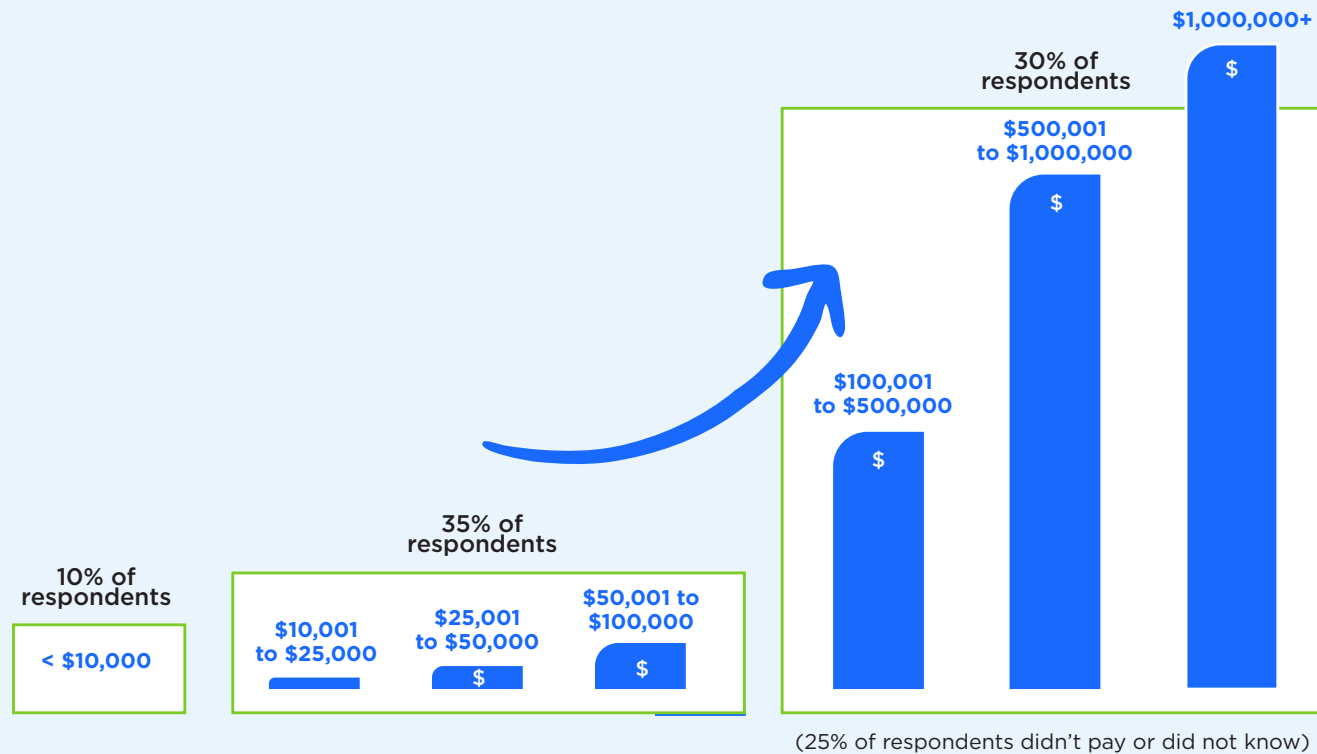 10% of
respondents
< $10,000
35% of
respondents
$10,001
to $25,000
$25,001
to $50,000
$
$50,001 to
$100,000
$
30% of
respondents
$100,001
to $500,000
$
$500,001
to $1,000,000
$
$1,000,000+
$
(25% of respondents didn’t pay or did not know)